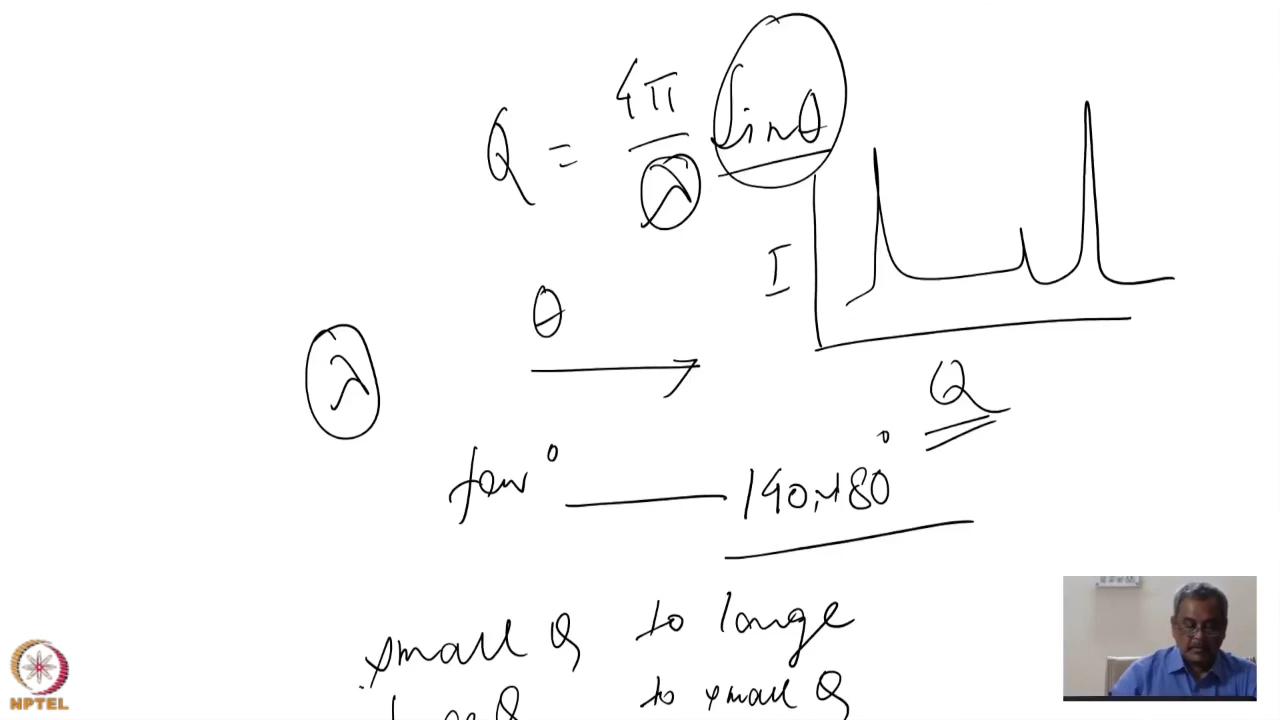 Q = 4π/λ Sinθ
I
θ
λ
Q
few° — 140, 180°
small Q to large
to small Q
NPTEL